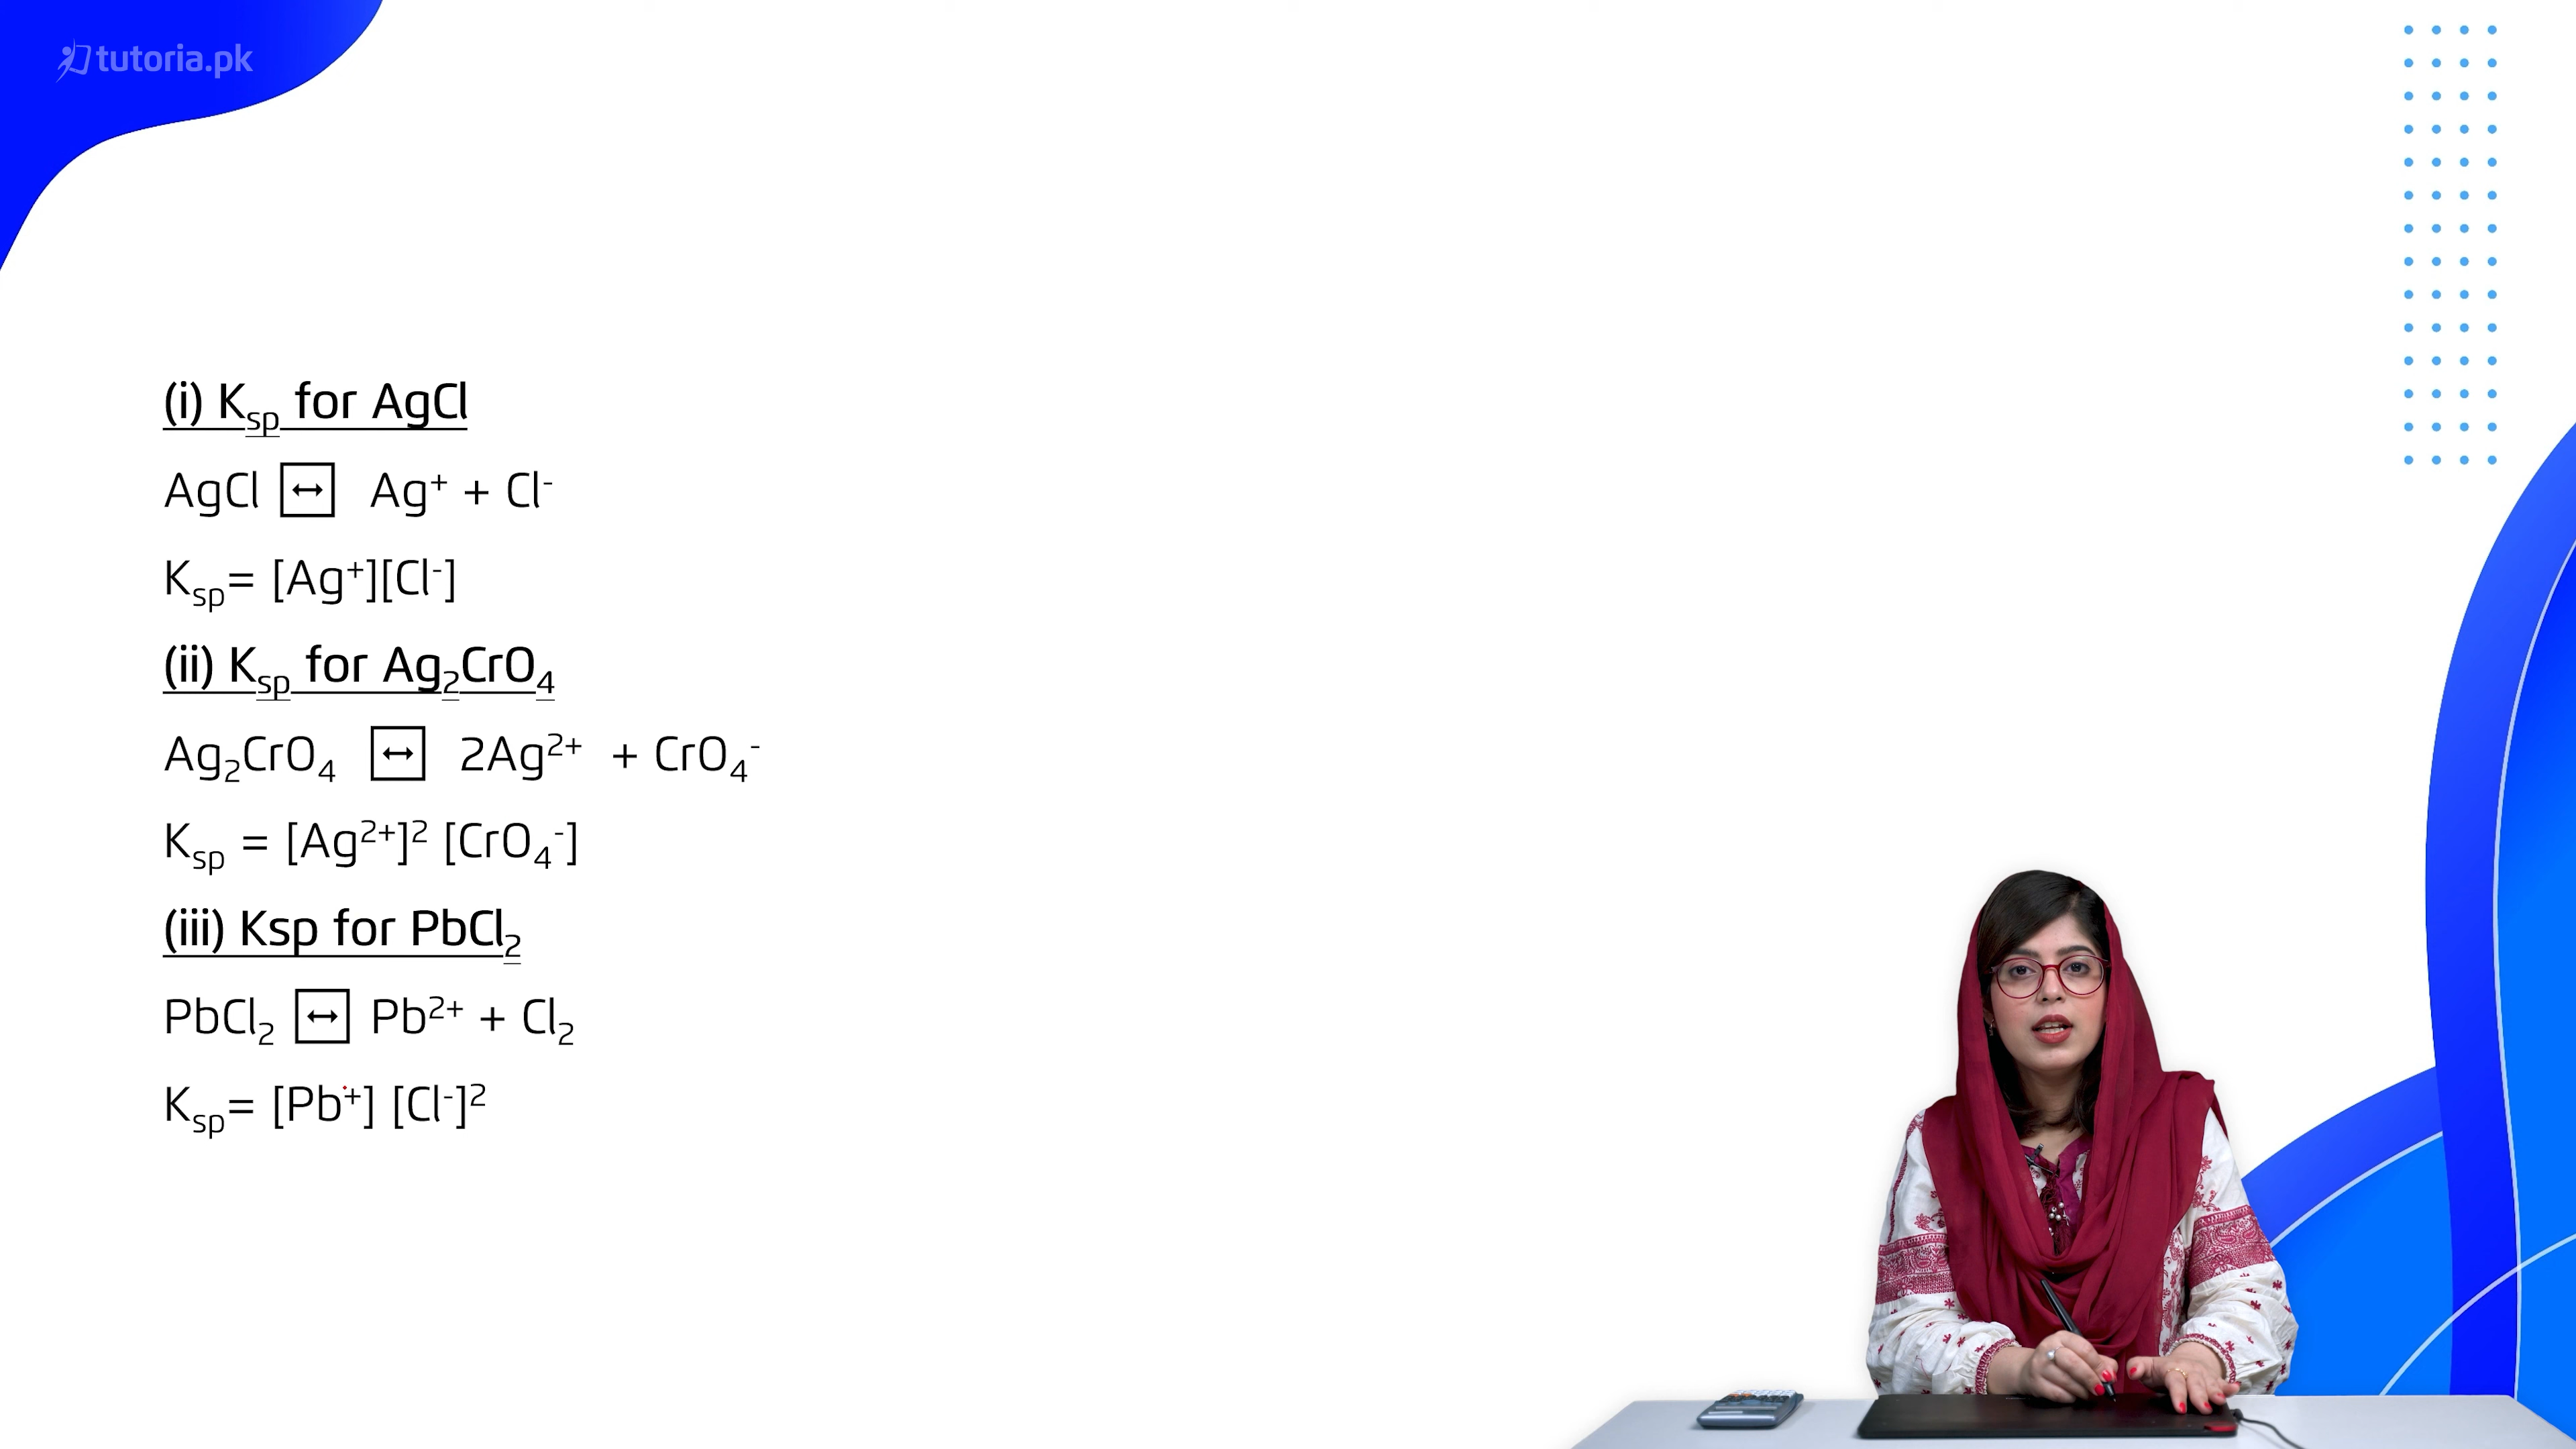 tutoria.pk
(i) Kₛₚ for AgCl
AgCl ↔ Ag⁺ + Cl⁻
Kₛₚ= [Ag⁺][Cl⁻]
(ii) Kₛₚ for Ag₂CrO₄
Ag₂CrO₄ ↔ 2Ag²⁺ + CrO₄⁻
Kₛₚ = [Ag²⁺]² [CrO₄⁻]
(iii) Ksp for PbCl₂
PbCl₂ ↔ Pb²⁺ + Cl₂
Kₛₚ= [Pb⁺] [Cl⁻]²